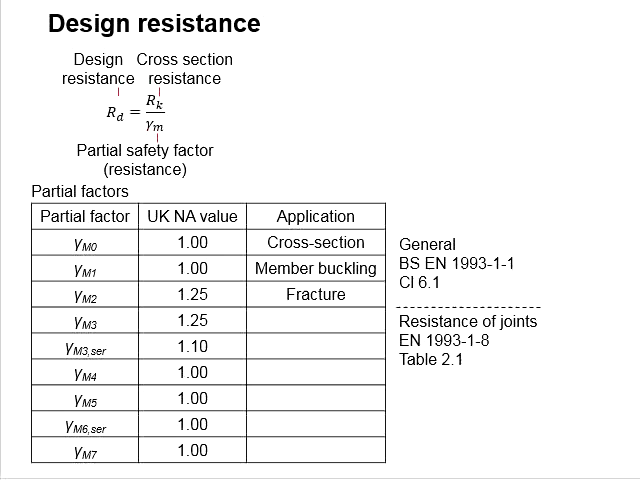 Design resistance
Design Cross section
resistance resistance
R_d = R_k / γ_m
Partial safety factor
(resistance)
Partial factors
Partial factor UK NA value Application
γM0 1.00 Cross-section
γM1 1.00 Member buckling
γM2 1.25 Fracture
γM3 1.25
γM3,ser 1.10
γM4 1.00
γM5 1.00
γM6,ser 1.00
γM7 1.00
General
BS EN 1993-1-1
Cl 6.1
Resistance of joints
EN 1993-1-8
Table 2.1